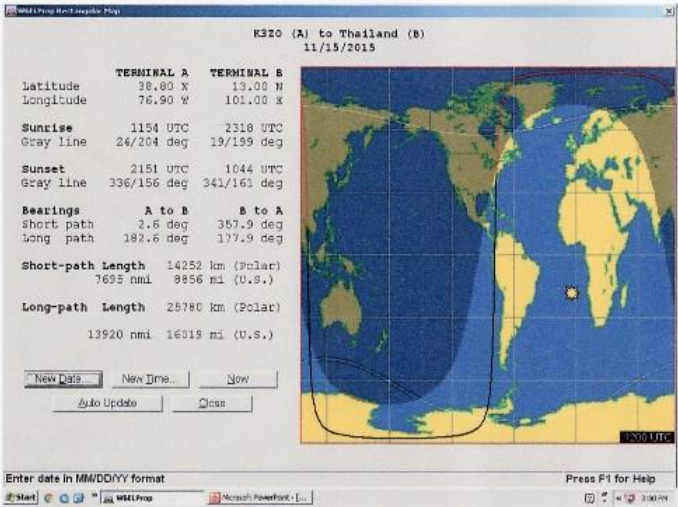 W6ELProp Rectangular Map
K3ZO (A) to Thailand (B)
11/15/2015
TERMINAL A TERMINAL B
Latitude 38.80 N 13.00 N
Longitude 76.90 W 101.00 E
Sunrise 1154 UTC 2318 UTC
Gray line 24/204 deg 19/199 deg
Sunset 2151 UTC 1044 UTC
Gray line 336/156 deg 341/161 deg
Bearings A to B B to A
Short path 2.6 deg 357.9 deg
Long path 182.6 deg 177.9 deg
Short-path Length 14252 km (Polar)
7695 nmi 8856 mi (U.S.)
Long-path Length 25780 km (Polar)
13920 nmi 16019 mi (U.S.)
New Date... New Time... Now
Auto Update Close
1200 UTC
Enter date in MM/DD/YY format Press F1 for Help
Start W6ELProp Microsoft PowerPoint - [... 3:30 PM